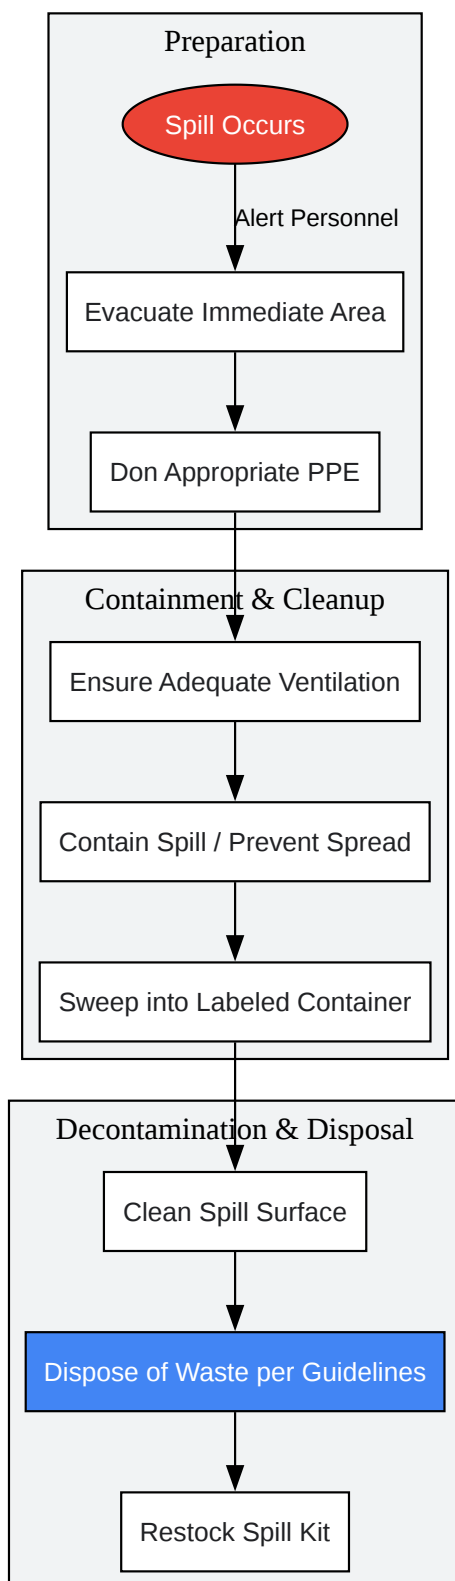 Preparation
Spill Occurs
Alert Personnel
Evacuate Immediate Area
Don Appropriate PPE
Containment & Cleanup
Ensure Adequate Ventilation
Contain Spill / Prevent Spread
Sweep into Labeled Container
Decontamination & Disposal
Clean Spill Surface
Dispose of Waste per Guidelines
Restock Spill Kit